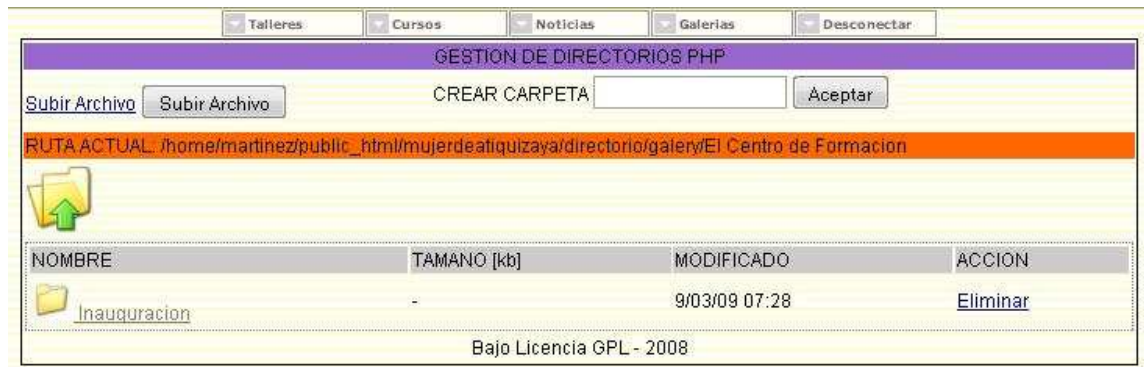 Talleres Cursos Noticias Galerias Desconectar
GESTION DE DIRECTORIOS PHP
Subir Archivo Subir Archivo CREAR CARPETA Aceptar
RUTA ACTUAL: /home/martinez/public_html/mujerdeatiquizaya/directorio/galery/El Centro de Formacion
NOMBRE TAMANO [kb] MODIFICADO ACCION
Inauguracion - 9/03/09 07:28 Eliminar
Bajo Licencia GPL - 2008